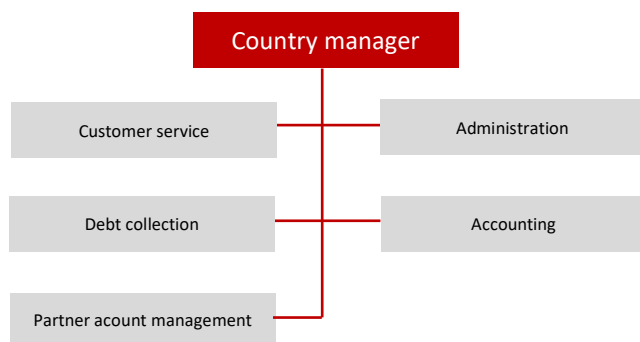 Country manager
Customer service
Administration
Debt collection
Accounting
Partner acount management